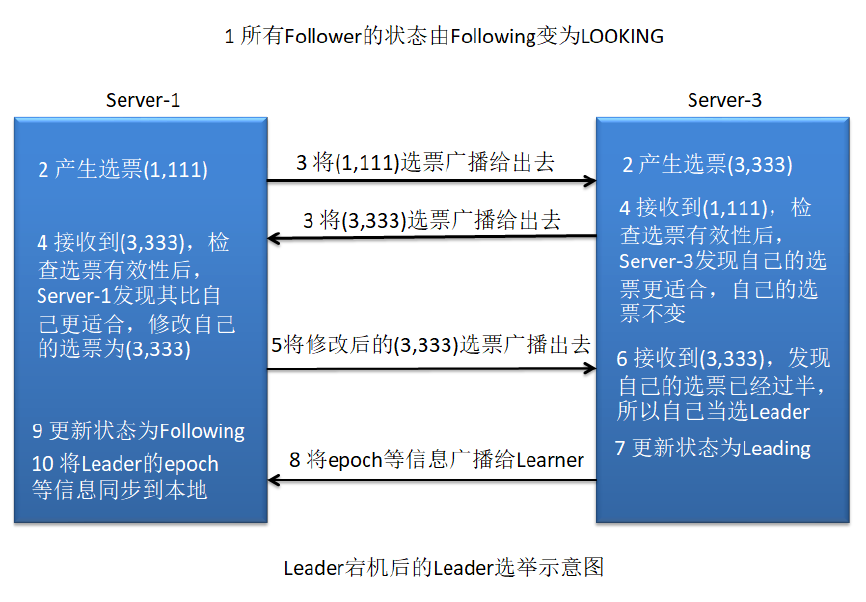 1 所有Follower的状态由Following变为LOOKING
Server-1
Server-3
2 产生选票(1,111)
3 将(1,111)选票广播给出去
2 产生选票(3,333)
3 将(3,333)选票广播给出去
4 接收到(1,111)，检
查选票有效性后，
Server-3发现自己的选
票更适合，自己的选
票不变
4 接收到(3,333)，检
查选票有效性后，
Server-1发现其比自
己更适合，修改自己
的选票为(3,333)
5将修改后的(3,333)选票广播出去
6 接收到(3,333)，发现
自己的选票已经过半，
所以自己当选Leader
7 更新状态为Leading
8 将epoch等信息广播给Learner
9 更新状态为Following
10 将Leader的epoch
等信息同步到本地
Leader宕机后的Leader选举示意图